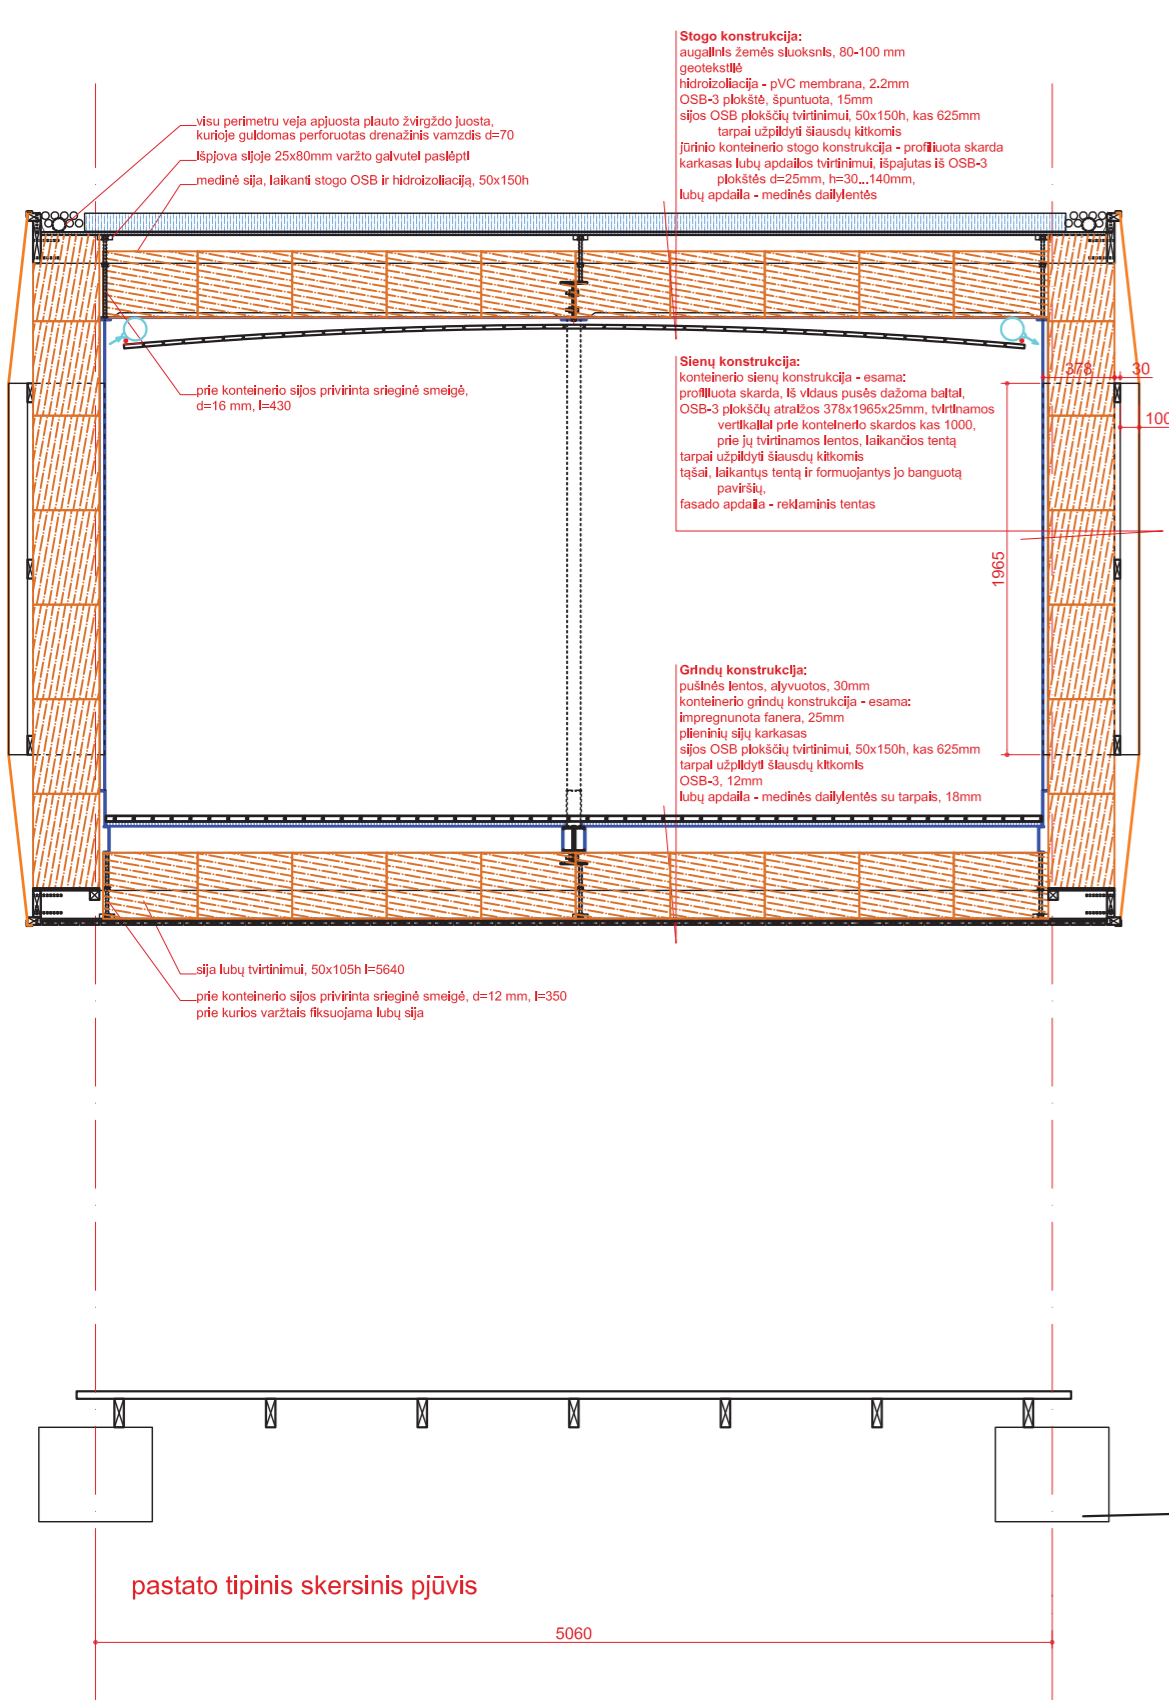 Stogo konstrukcija:
augalinis žemės sluoksnis, 80-100 mm
geotekstilė
hidroizoliacija - pVC membrana, 2.2mm
OSB-3 plokštė, špuntuota, 15mm
sijos OSB plokščių tvirtinimui, 50x150h, kas 625mm
tarpai užpildyti šiausdų kitkomis
jūrinio konteinerio stogo konstrukcija - profiliuota skarda
karkasas lubų apdailos tvirtinimui, išpajutas iš OSB-3
plokštės d=25mm, h=30...140mm,
lubų apdaila - medinės dailylentės
visu perimetru veja apjuosta plauto žvirgždo juosta,
kurioje guldomas perforuotas drenažinis vamzdis d=70
Išpjova sijoje 25x80mm varžto galvutei paslėpti
medinė sija, laikanti stogo OSB ir hidroizoliaciją, 50x150h
Sienų konstrukcija:
konteinerio sienų konstrukcija - esama:
profiliuota skarda, iš vidaus pusės dažoma baltai,
OSB-3 plokščių atraižos 378x1965x25mm, tvirtinamos
vertikaliai prie konteinerio skardos kas 1000,
prie jų tvirtinamos lentos, laikančios tentą
tarpai užpildyti šiausdų kitkomis
tąšai, laikantys tentą ir formuojantys jo banguotą
paviršių,
fasado apdaila - reklaminis tentas
378
30
100
prie konteinerio sijos privirinta srieginė smeigė,
d=16 mm, l=430
1965
Grindų konstrukcija:
pušinės lentos, alyvuotos, 30mm
konteinerio grindų konstrukcija - esama:
impregnunota fanera, 25mm
plieninių sijų karkasas
sijos OSB plokščių tvirtinimui, 50x150h, kas 625mm
tarpai užpildyti šiausdų kitkomis
OSB-3, 12mm
lubų apdaila - medinės dailylentės su tarpais, 18mm
sija lubų tvirtinimui, 50x105h l=5640
prie konteinerio sijos privirinta srieginė smeigė, d=12 mm, l=350
prie kurios varžtais fiksuojama lubų sija
pastato tipinis skersinis pjūvis
5060